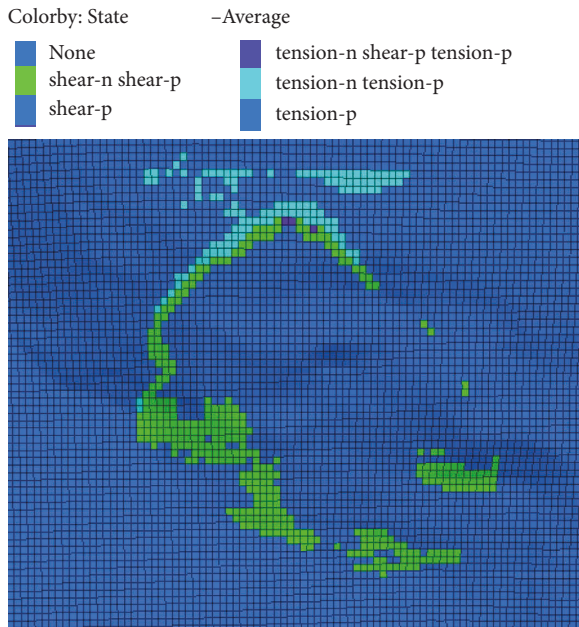 Colorby: State –Average
None
shear-n shear-p
shear-p
tension-n shear-p tension-p
tension-n tension-p
tension-p